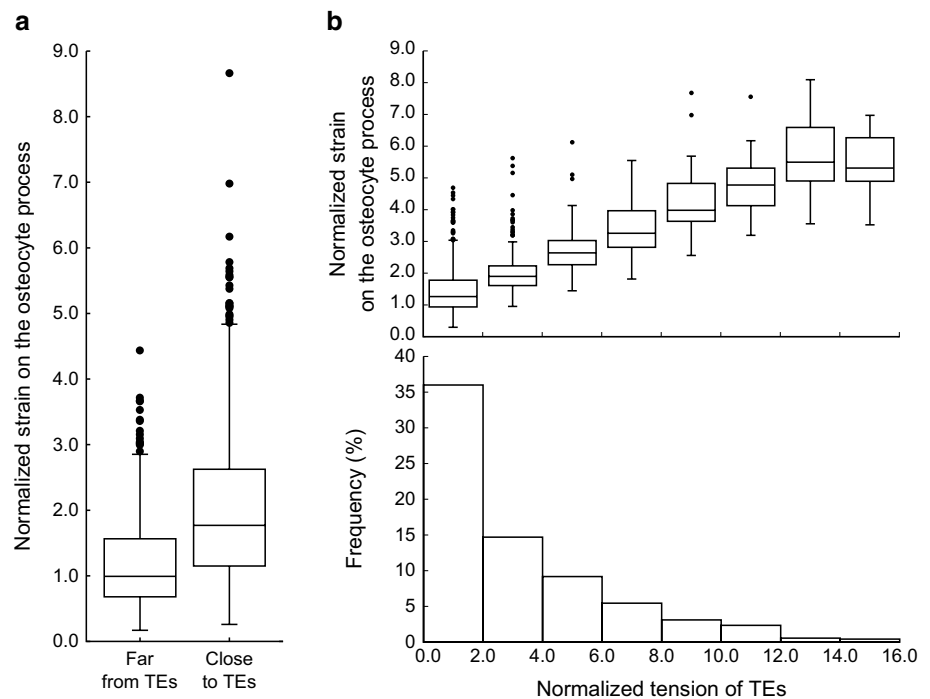 a
9.0
8.0
7.0
6.0
5.0
4.0
3.0
2.0
1.0
0.0
Normalized strain on the osteocyte process
Far
from TEs
Close
to TEs
b
9.0
8.0
7.0
6.0
5.0
4.0
3.0
2.0
1.0
0.0
Normalized strain
on the osteocyte process
40
35
30
25
20
15
10
5
0
Frequency (%)
0.0 2.0 4.0 6.0 8.0 10.0 12.0 14.0 16.0
Normalized tension of TEs